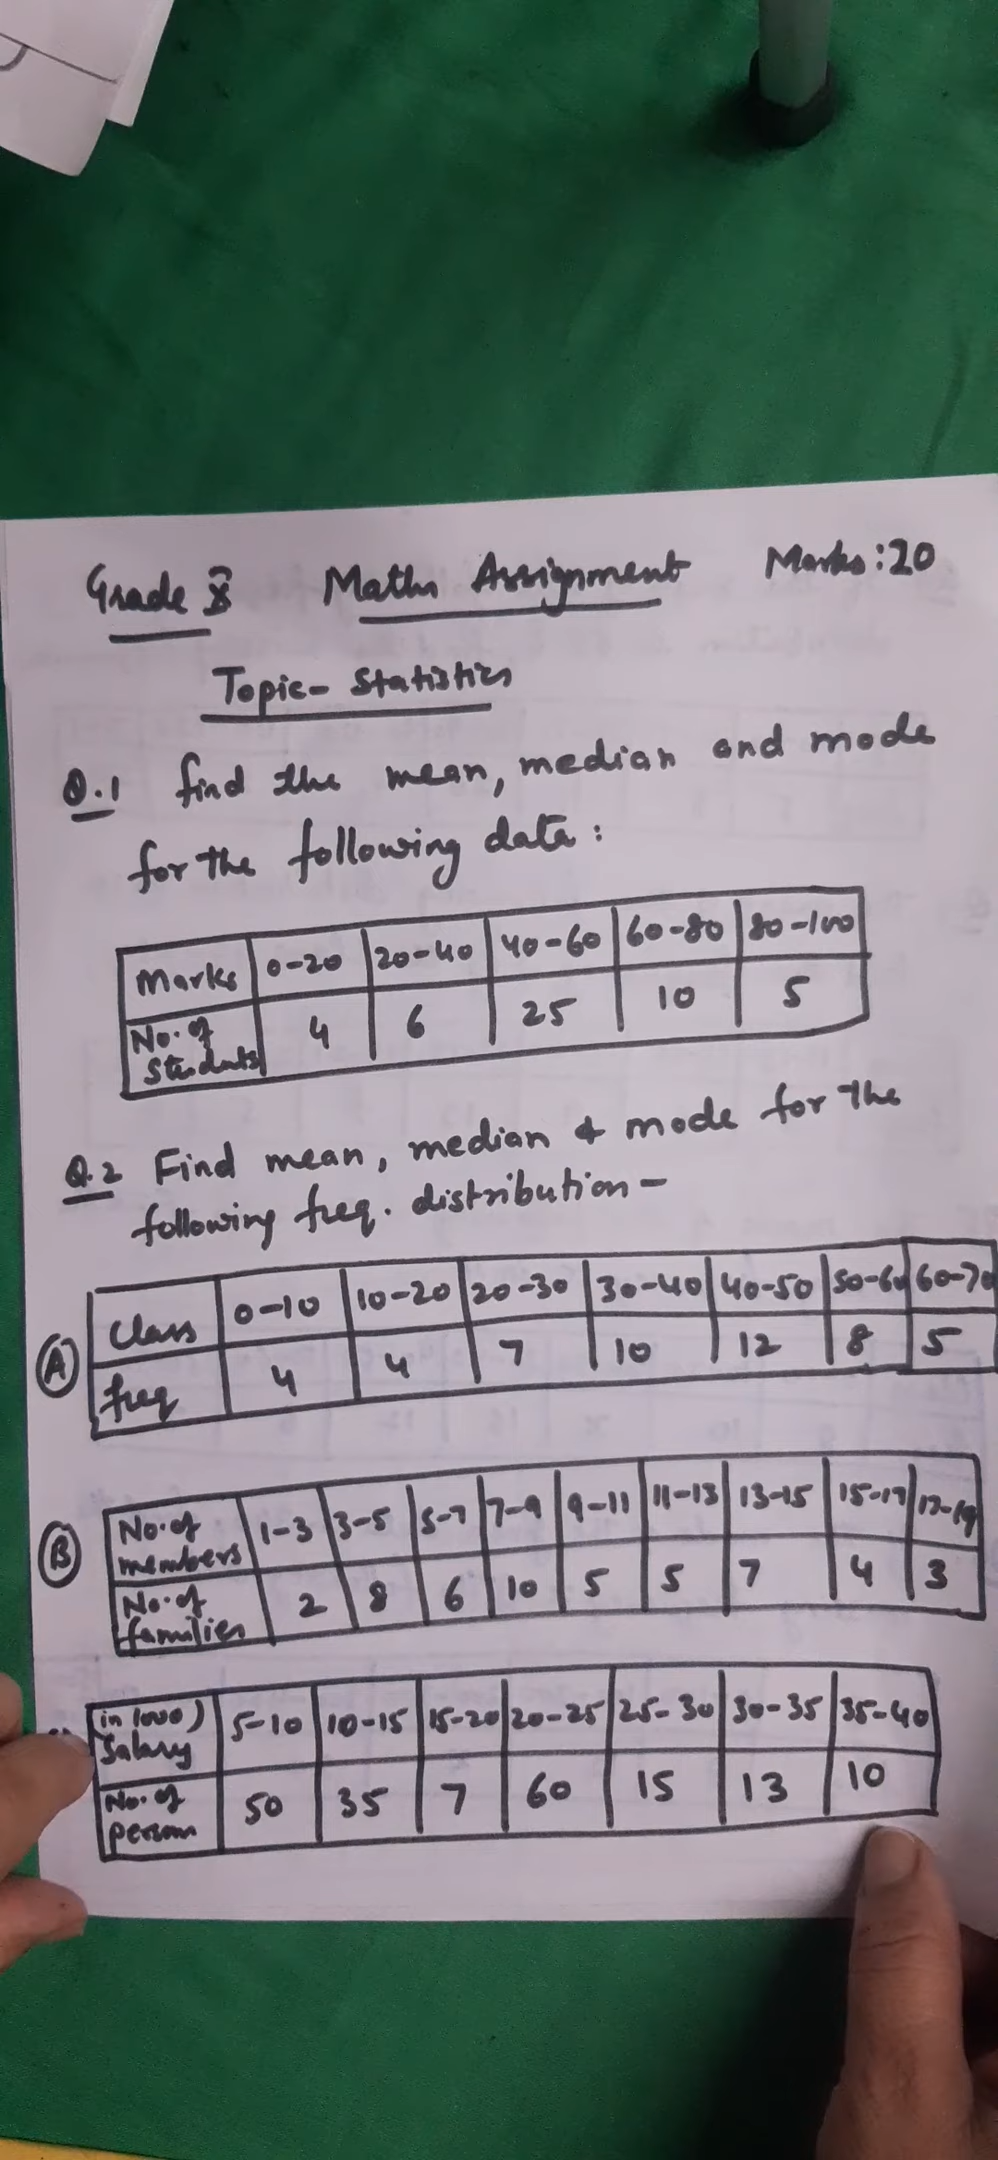 Grade X Maths Assignment Marks:20
Topic- Statistics
Q.1 find the mean, median and mode
for the following data:
Marks 0-20 20-40 40-60 60-80 80-100
No. of Students 4 6 25 10 5
Q.2 Find mean, median & mode for the
following freq. distribution-
(A) Class 0-10 10-20 20-30 30-40 40-50 50-60 60-70
freq 4 4 7 10 12 8 5
(B) No. of members 1-3 3-5 5-7 7-9 9-11 11-13 13-15 15-17 17-19
No. of families 2 8 6 10 5 5 7 4 3
(in 1000) Salary 5-10 10-15 15-20 20-25 25-30 30-35 35-40
No. of person 50 35 7 60 15 13 10